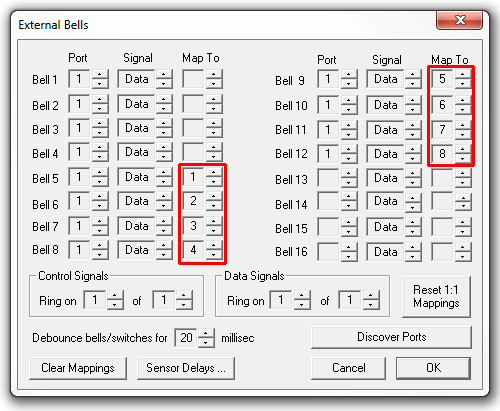 External Bells
Port Signal Map To Port Signal Map To
Bell 1 1 Data Bell 9 1 Data 5
Bell 2 1 Data Bell 10 1 Data 6
Bell 3 1 Data Bell 11 1 Data 7
Bell 4 1 Data Bell 12 1 Data 8
Bell 5 1 Data 1 Bell 13 Data
Bell 6 1 Data 2 Bell 14 Data
Bell 7 1 Data 3 Bell 15 Data
Bell 8 1 Data 4 Bell 16 Data
Control Signals Data Signals
Ring on 1 of 1 Ring on 1 of 1 Reset 1:1
Mappings
Debounce bells/switches for 20 millisec Discover Ports
Clear Mappings Sensor Delays ... Cancel OK